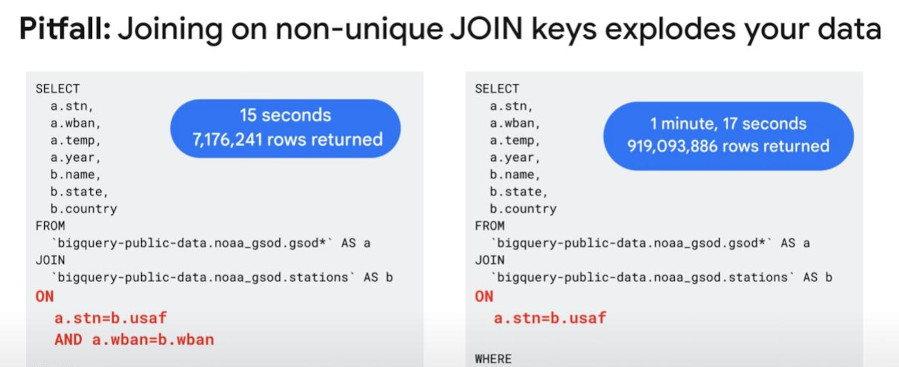 Pitfall: Joining on non-unique JOIN keys explodes your data
SELECT
a.stn,
a.wban,
a.temp,
a.year,
b.name,
b.state,
b.country
FROM
`bigquery-public-data.noaa_gsod.gsod*` AS a
JOIN
`bigquery-public-data.noaa_gsod.stations` AS b
ON
a.stn=b.usaf
AND a.wban=b.wban
15 seconds
7,176,241 rows returned
SELECT
a.stn,
a.wban,
a.temp,
a.year,
b.name,
b.state,
b.country
FROM
`bigquery-public-data.noaa_gsod.gsod*` AS a
JOIN
`bigquery-public-data.noaa_gsod.stations` AS b
ON
a.stn=b.usaf
WHERE
1 minute, 17 seconds
919,093,886 rows returned